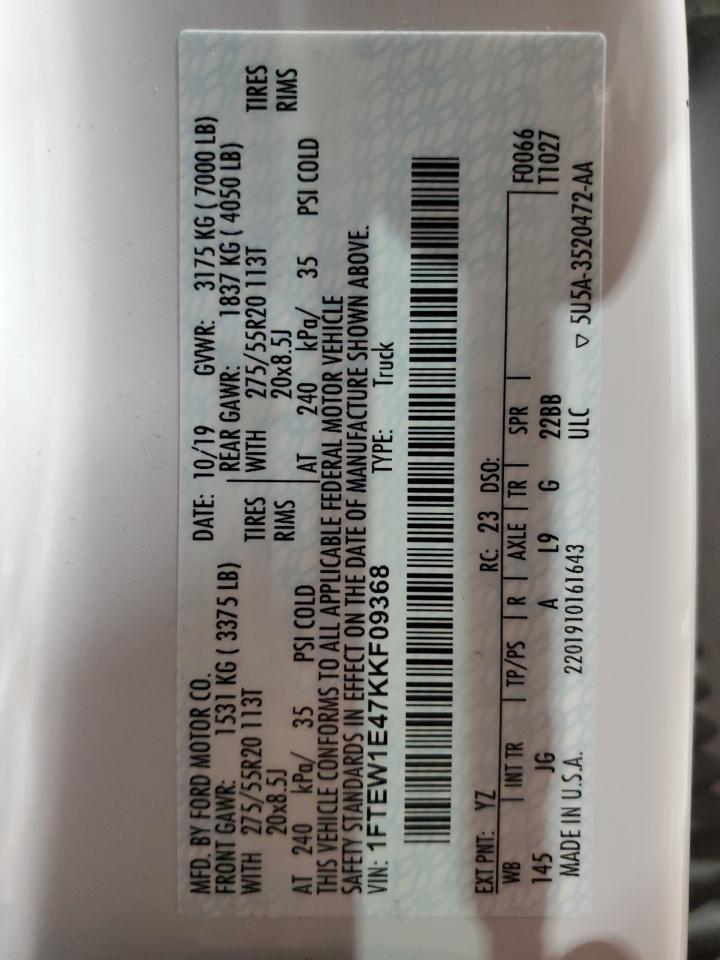 MFD. BY FORD MOTOR CO. DATE: 10/19 GVWR: 3175 KG ( 7000 LB)
FRONT GAWR: 1531 KG ( 3375 LB) REAR GAWR: 1837 KG ( 4050 LB)
WITH 275/55R20 113T TIRES WITH 275/55R20 113T TIRES
20x8.5J RIMS 20x8.5J RIMS
AT 240 kPa/ 35 PSI COLD AT 240 kPa/ 35 PSI COLD
THIS VEHICLE CONFORMS TO ALL APPLICABLE FEDERAL MOTOR VEHICLE
SAFETY STANDARDS IN EFFECT ON THE DATE OF MANUFACTURE SHOWN ABOVE.
VIN: 1FTEW1E47KKF09368 TYPE: Truck
EXT PNT: YZ RC: 23 DSO:
WB INT TR TP/PS R AXLE TR SPR F0066
145 JG A L9 G 22BB T1027
MADE IN U.S.A. 2201910161643 ULC ▽ 5U5A-3520472-AA